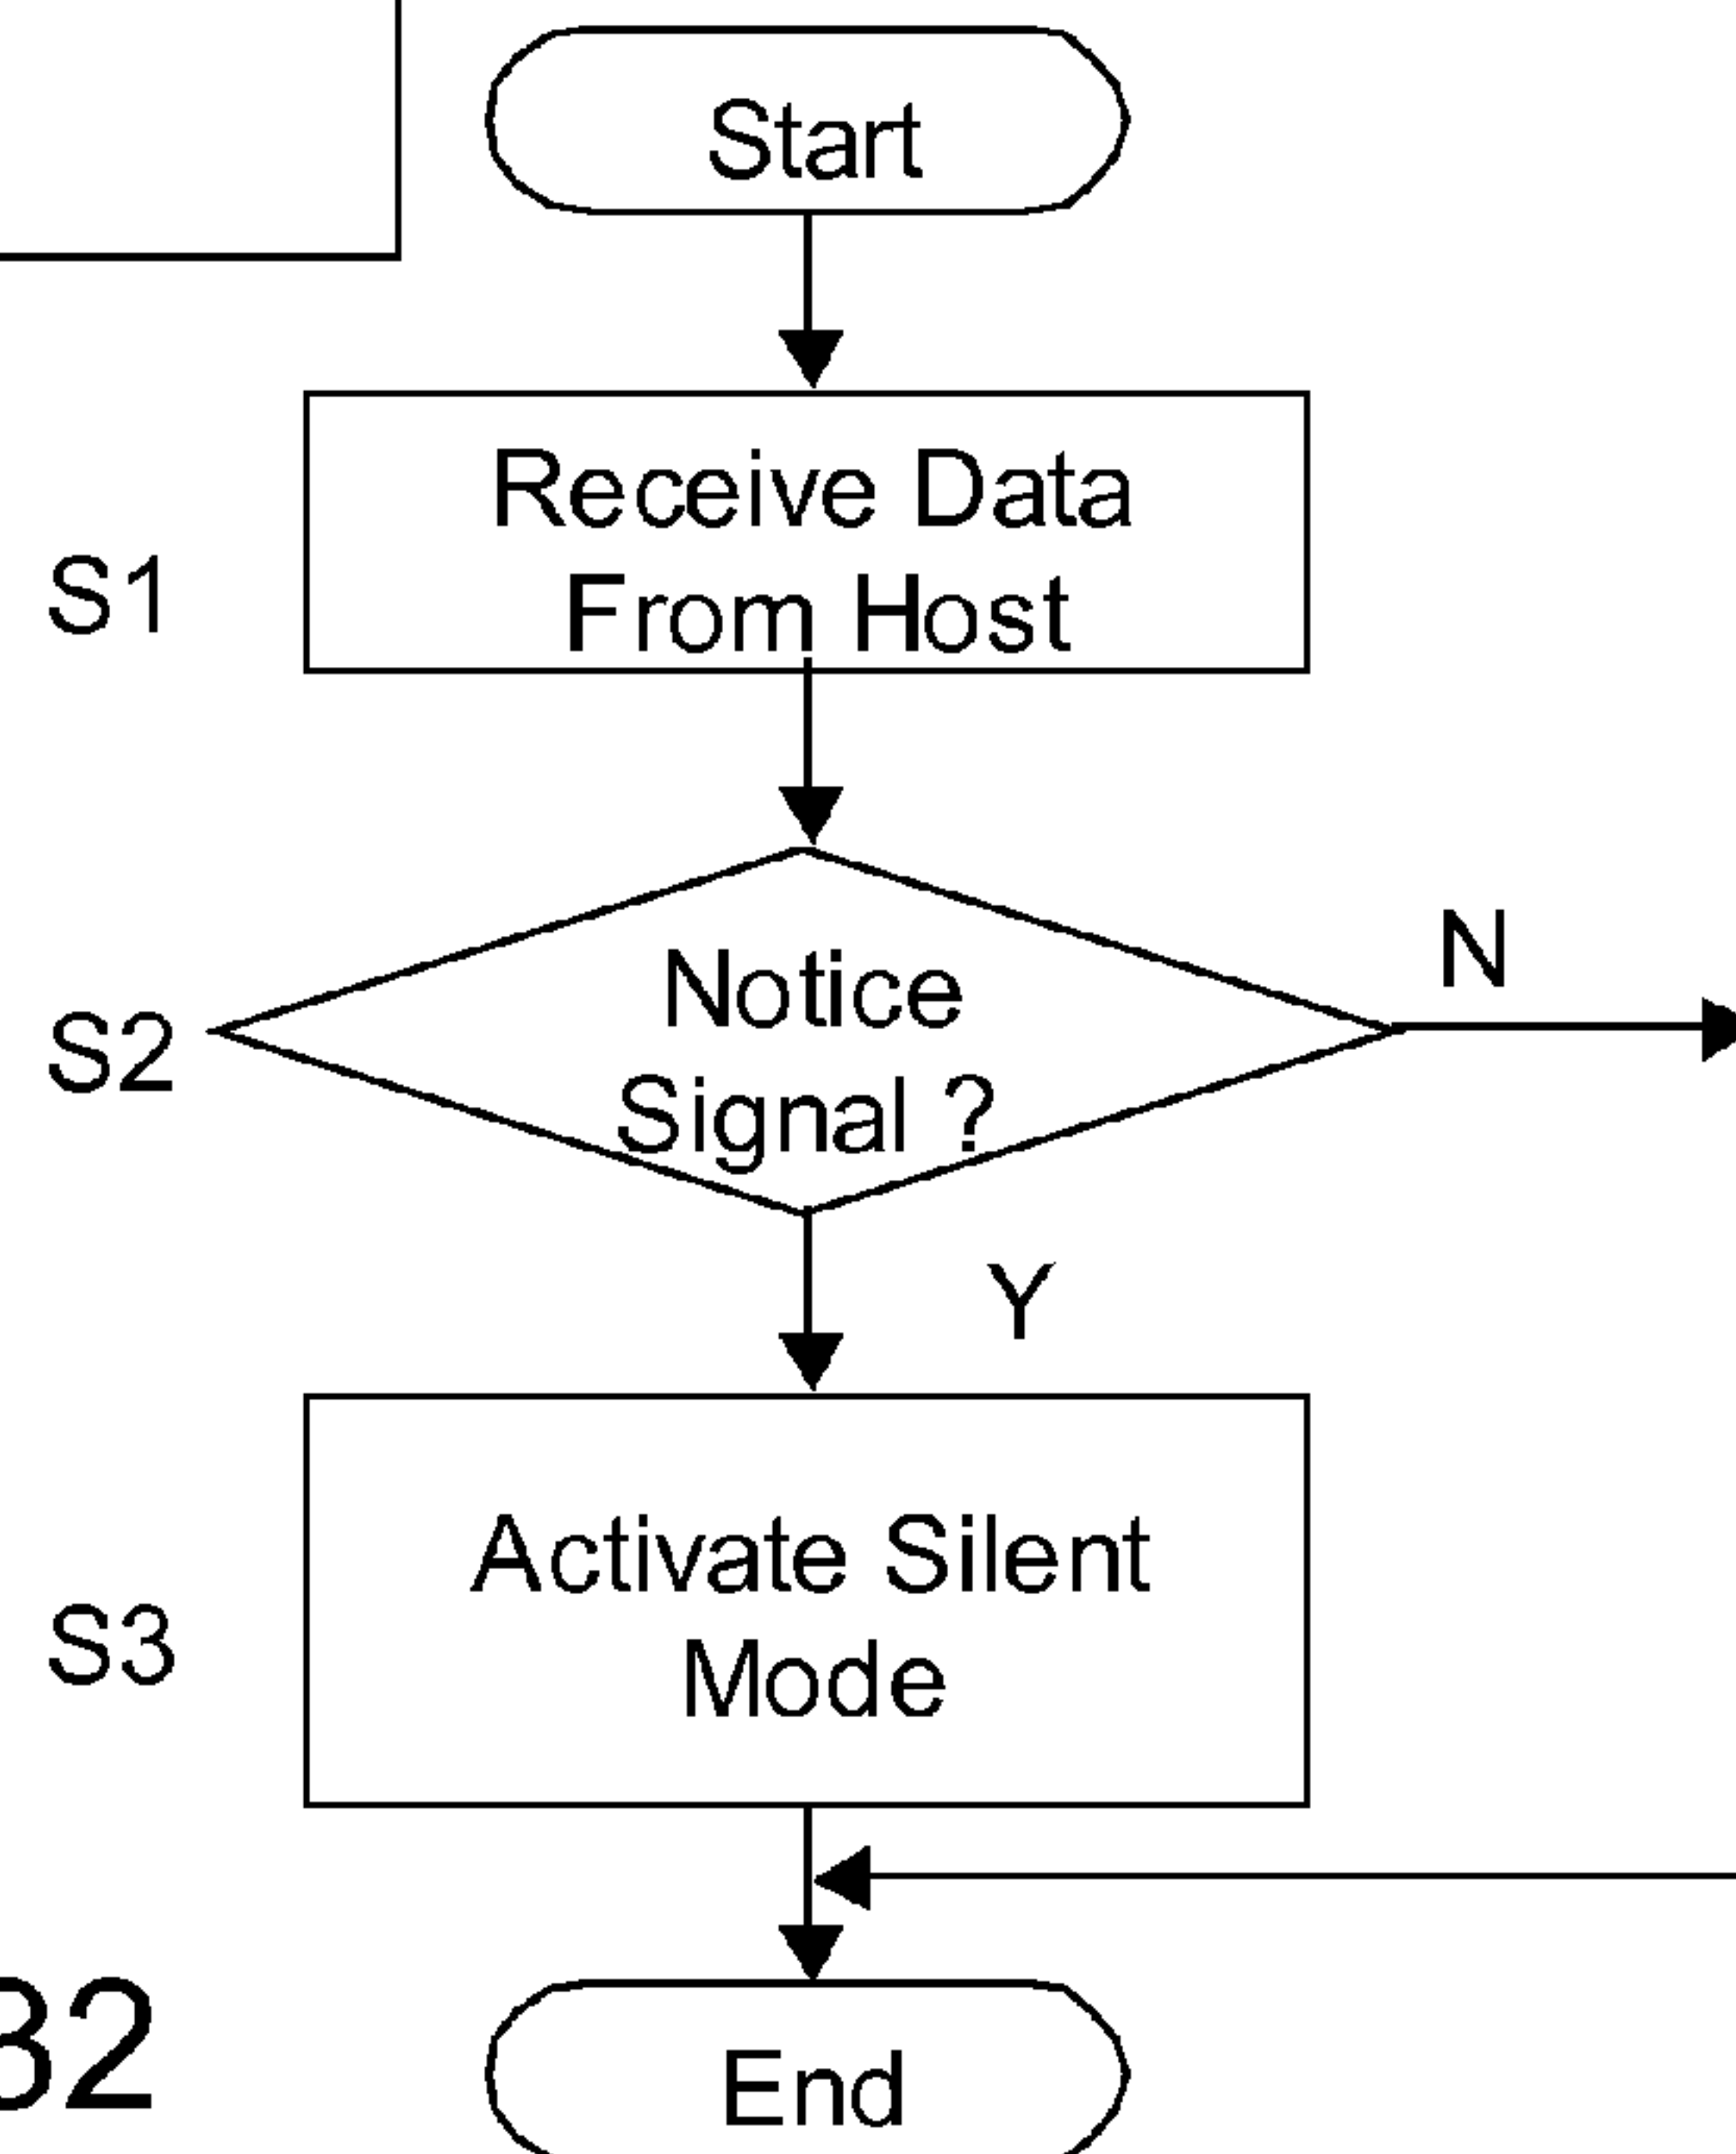 Start
Receive Data
From Host
S1
Notice
N
S2
Signal ?
Y
Activate Silent
S3
Mode
End